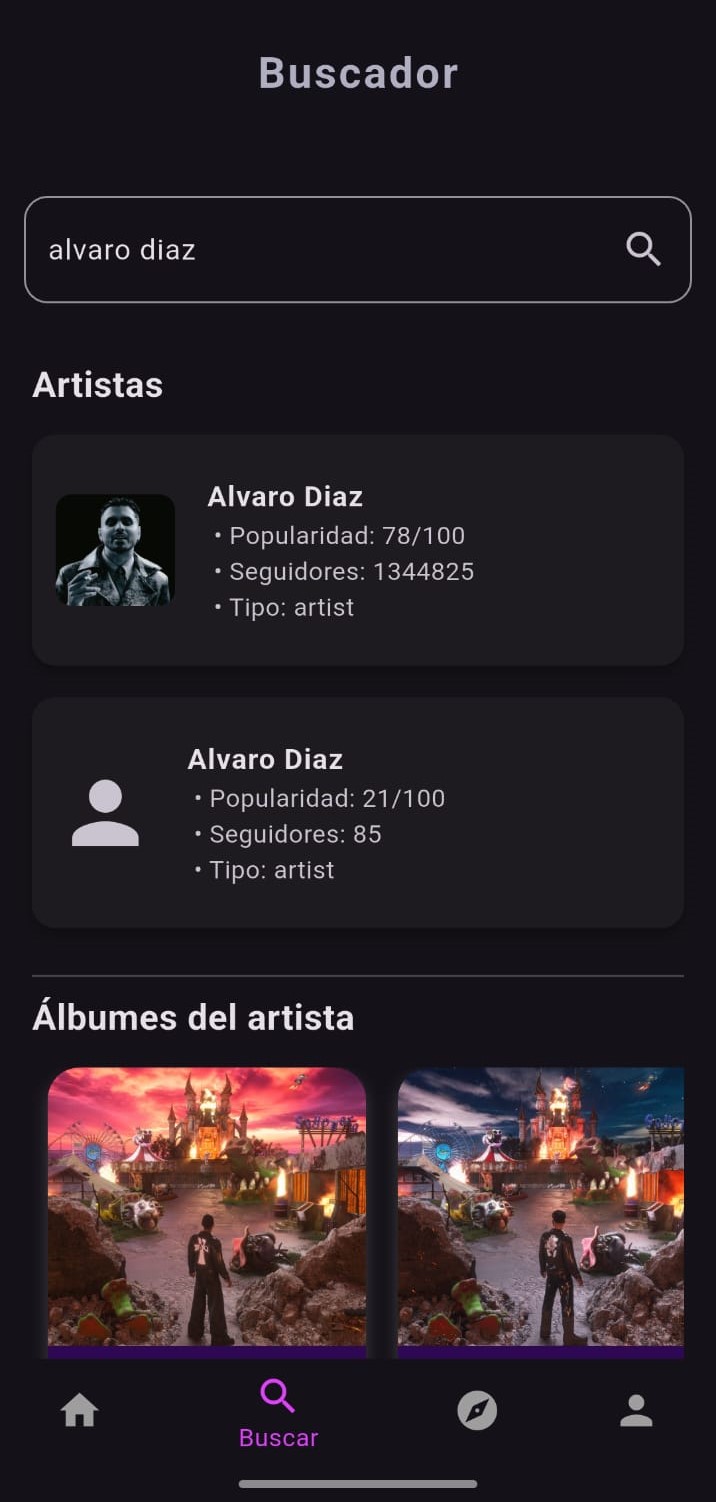 Buscador
alvaro diaz
Artistas
Alvaro Diaz
• Popularidad: 78/100
• Seguidores: 1344825
• Tipo: artist
Alvaro Diaz
• Popularidad: 21/100
• Seguidores: 85
• Tipo: artist
Álbumes del artista
Buscar